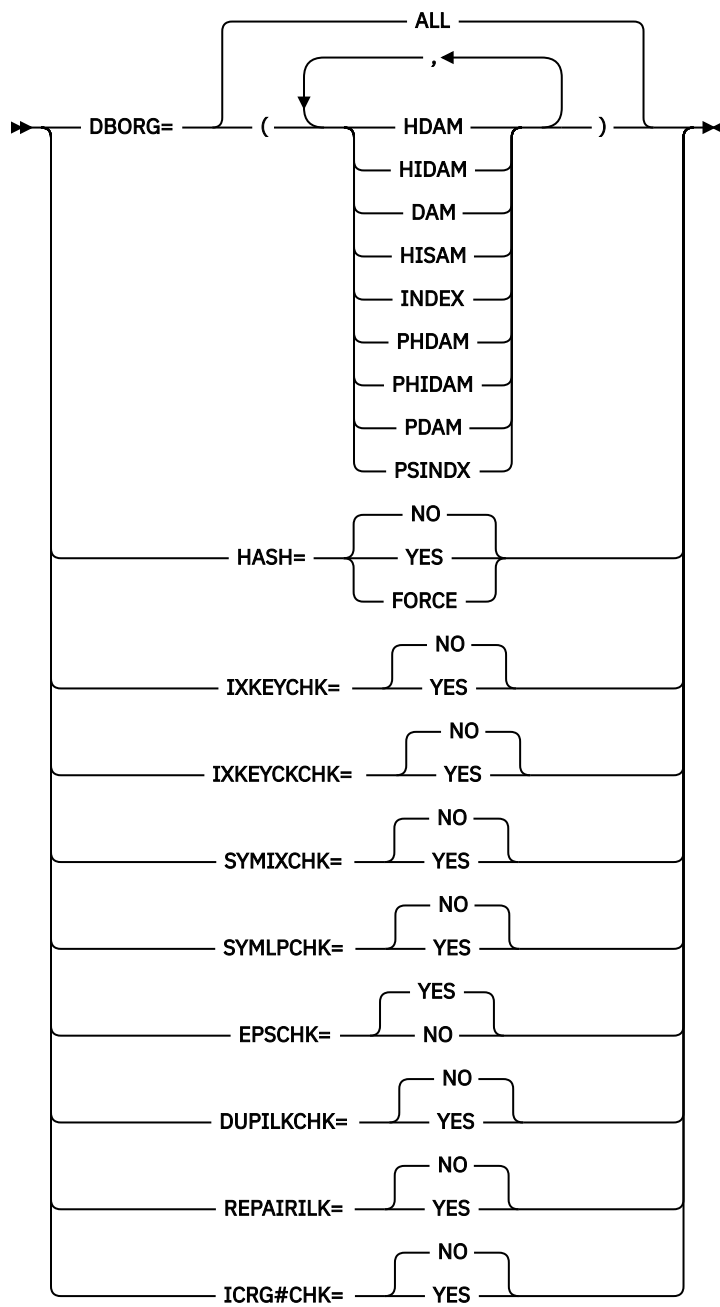 ALL
,
DBORG= ( HDAM )
HIDAM
DAM
HISAM
INDEX
PHDAM
PHIDAM
PDAM
PSINDX
NO
HASH= YES
FORCE
NO
IXKEYCHK= YES
NO
IXKEYCKCHK= YES
NO
SYMIXCHK= YES
NO
SYMLPCHK= YES
YES
EPSCHK= NO
NO
DUPILKCHK= YES
NO
REPAIRILK= YES
NO
ICRG#CHK= YES